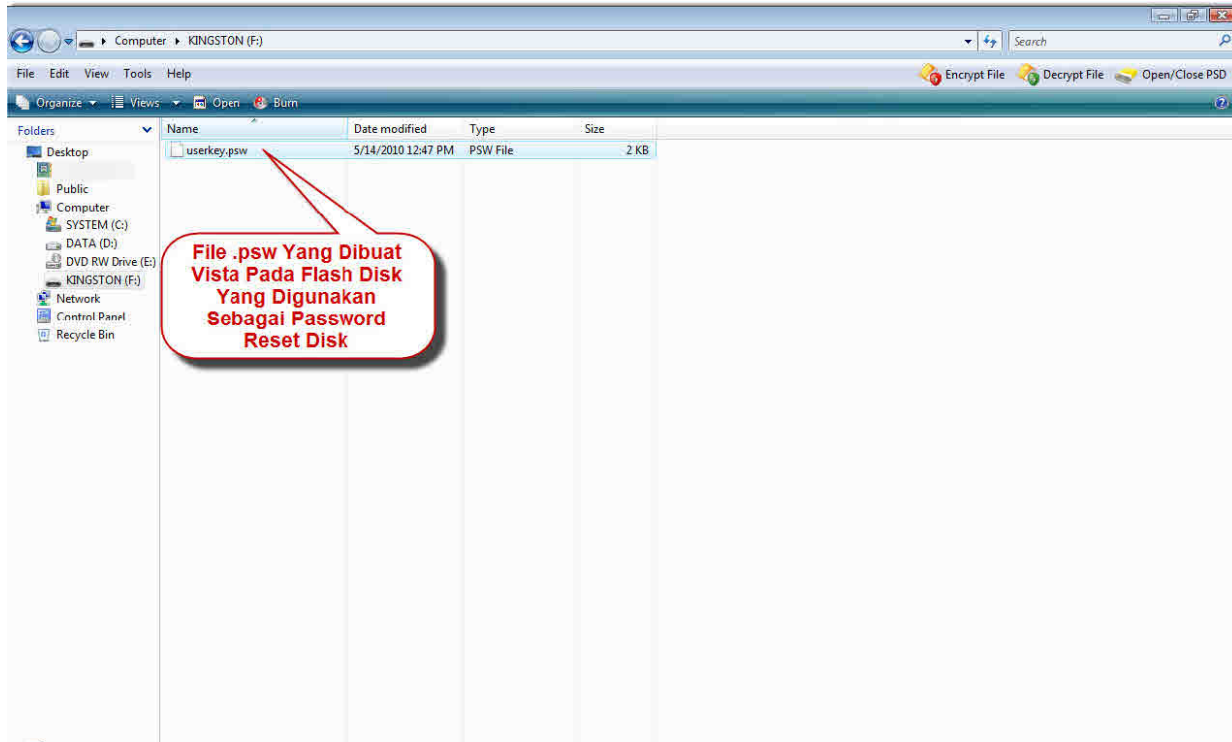 Computer ▸ KINGSTON (F:)
Search
File Edit View Tools Help
Encrypt File Decrypt File Open/Close PSD
Organize Views Open Burn
Folders
Name Date modified Type Size
Desktop
userkey.psw 5/14/2010 12:47 PM PSW File 2 KB
Public
Computer
SYSTEM (C:)
DATA (D:)
DVD RW Drive (E:)
KINGSTON (F:)
Network
Control Panel
Recycle Bin
File .psw Yang Dibuat
Vista Pada Flash Disk
Yang Digunakan
Sebagai Password
Reset Disk